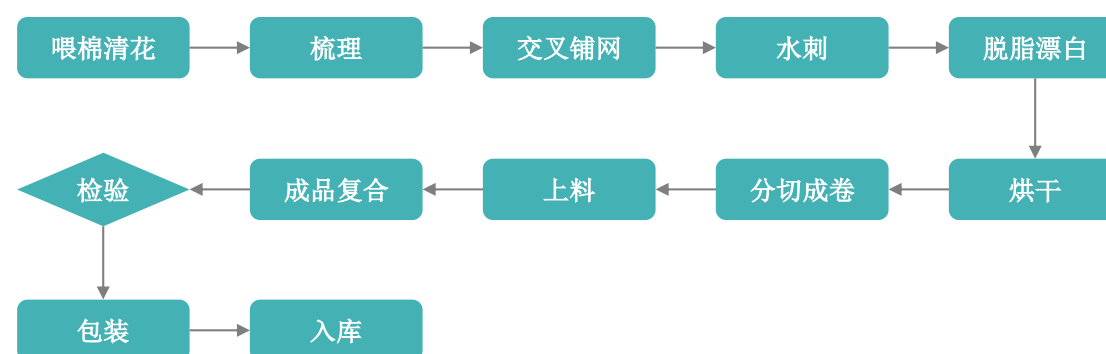 喂棉清花
梳理
交叉铺网
水刺
脱脂漂白
检验
成品复合
上料
分切成卷
烘干
包装
入库